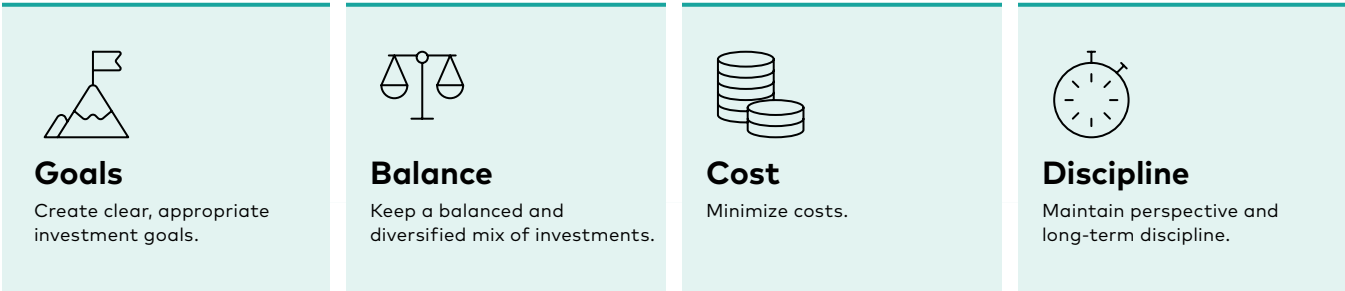 Goals
Create clear, appropriate
investment goals.
Balance
Keep a balanced and
diversified mix of investments.
Cost
Minimize costs.
Discipline
Maintain perspective and
long-term discipline.